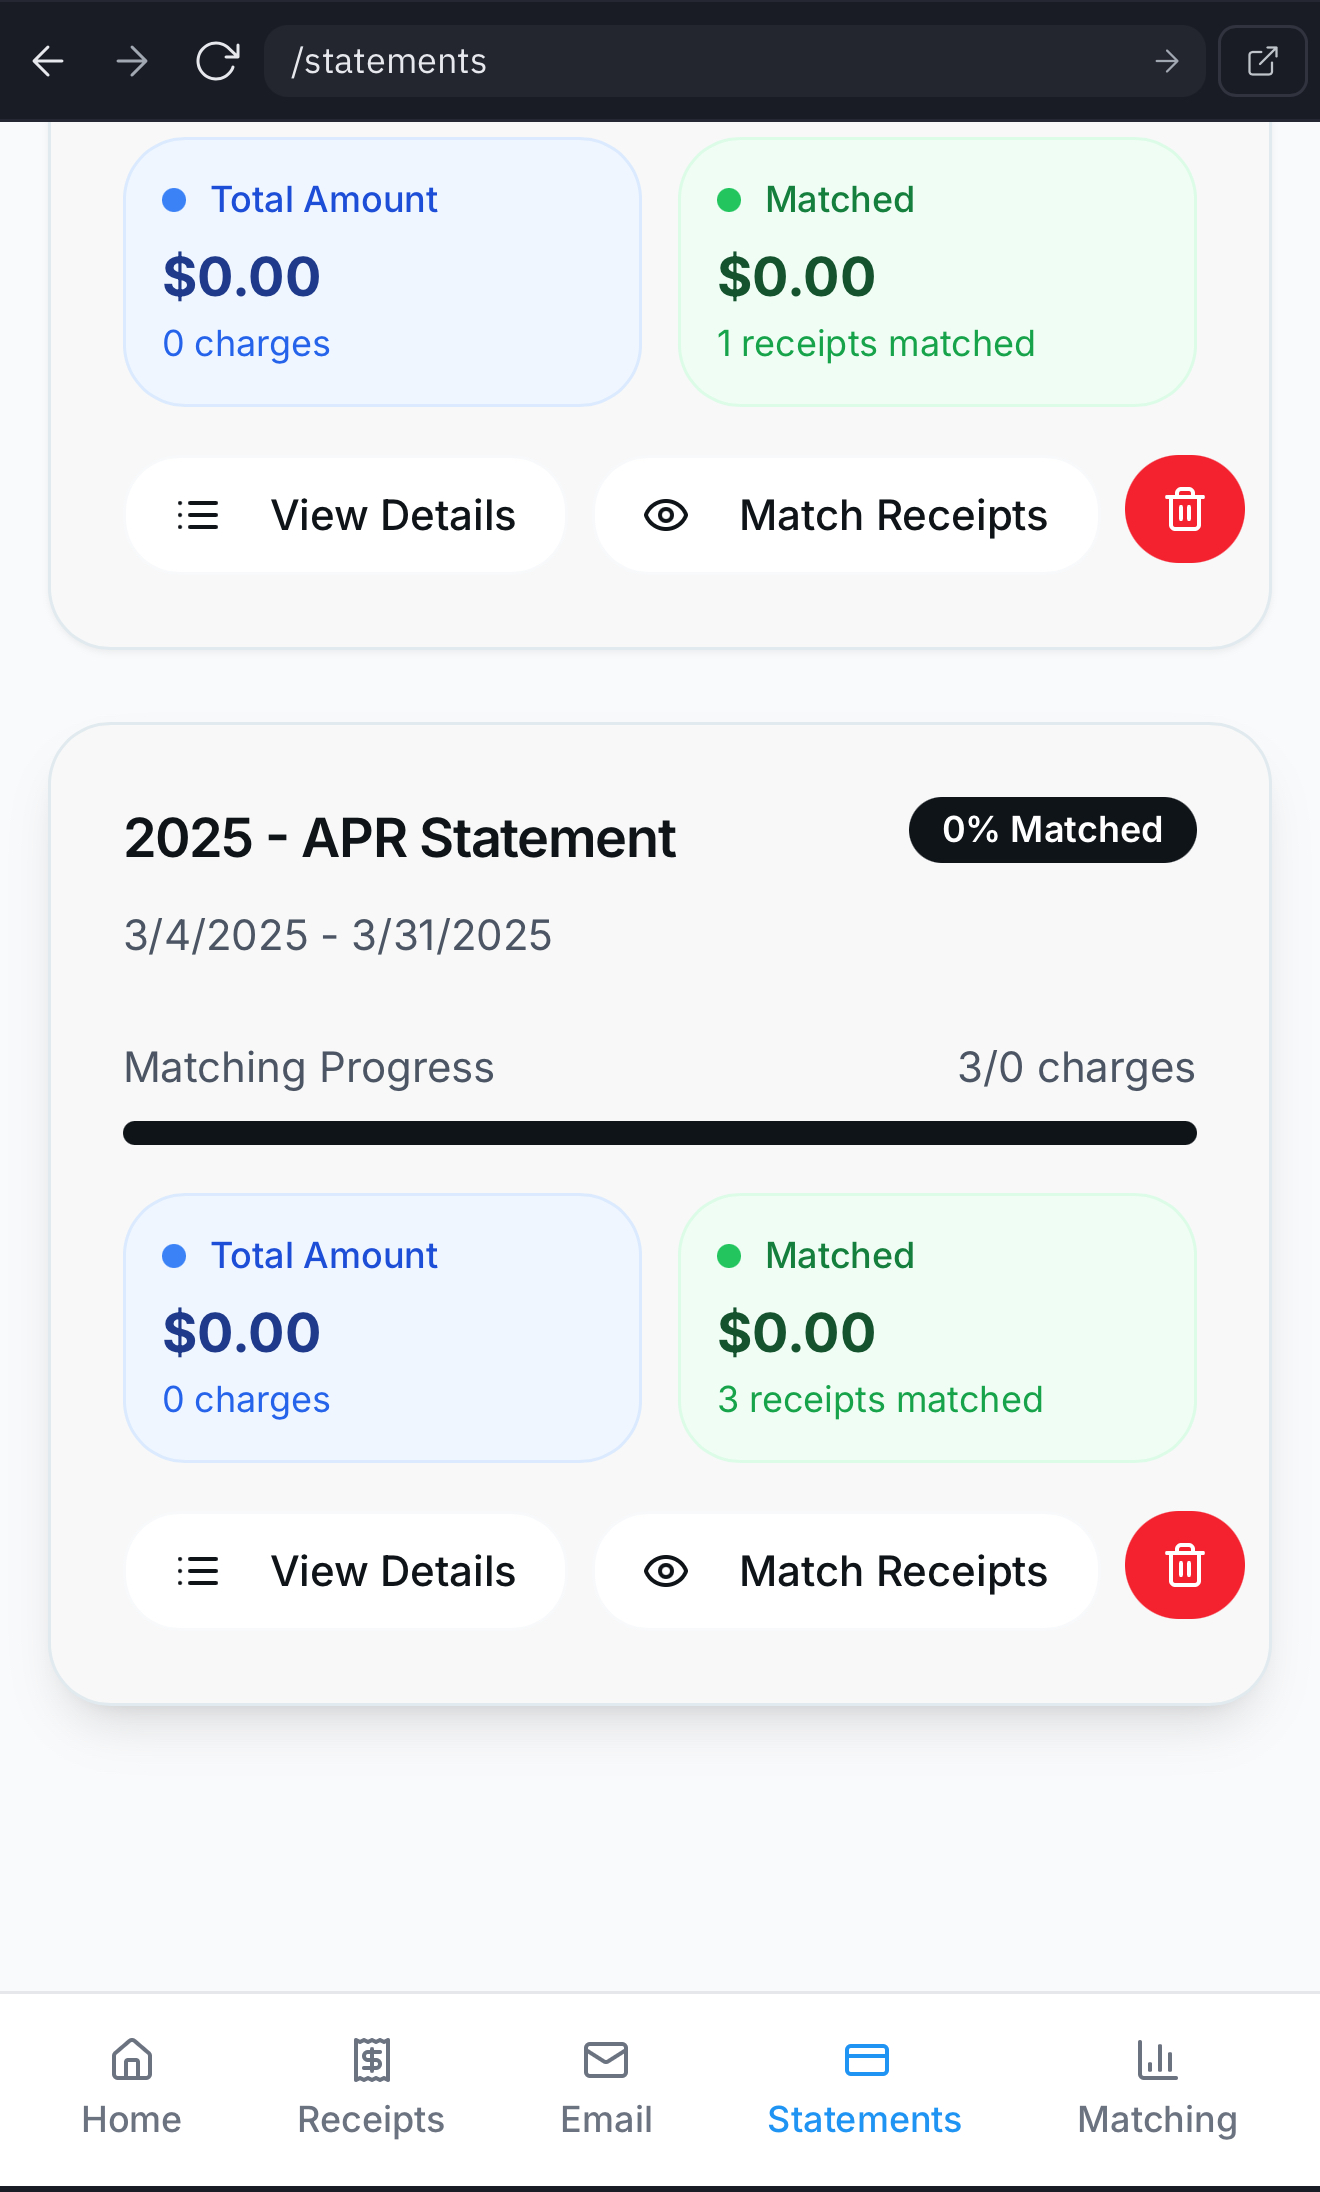 /statements
Total Amount
$0.00
0 charges
Matched
$0.00
1 receipts matched
View Details
Match Receipts
2025 - APR Statement
0% Matched
3/4/2025 - 3/31/2025
Matching Progress
3/0 charges
Total Amount
$0.00
0 charges
Matched
$0.00
3 receipts matched
View Details
Match Receipts
Home
Receipts
Email
Statements
Matching